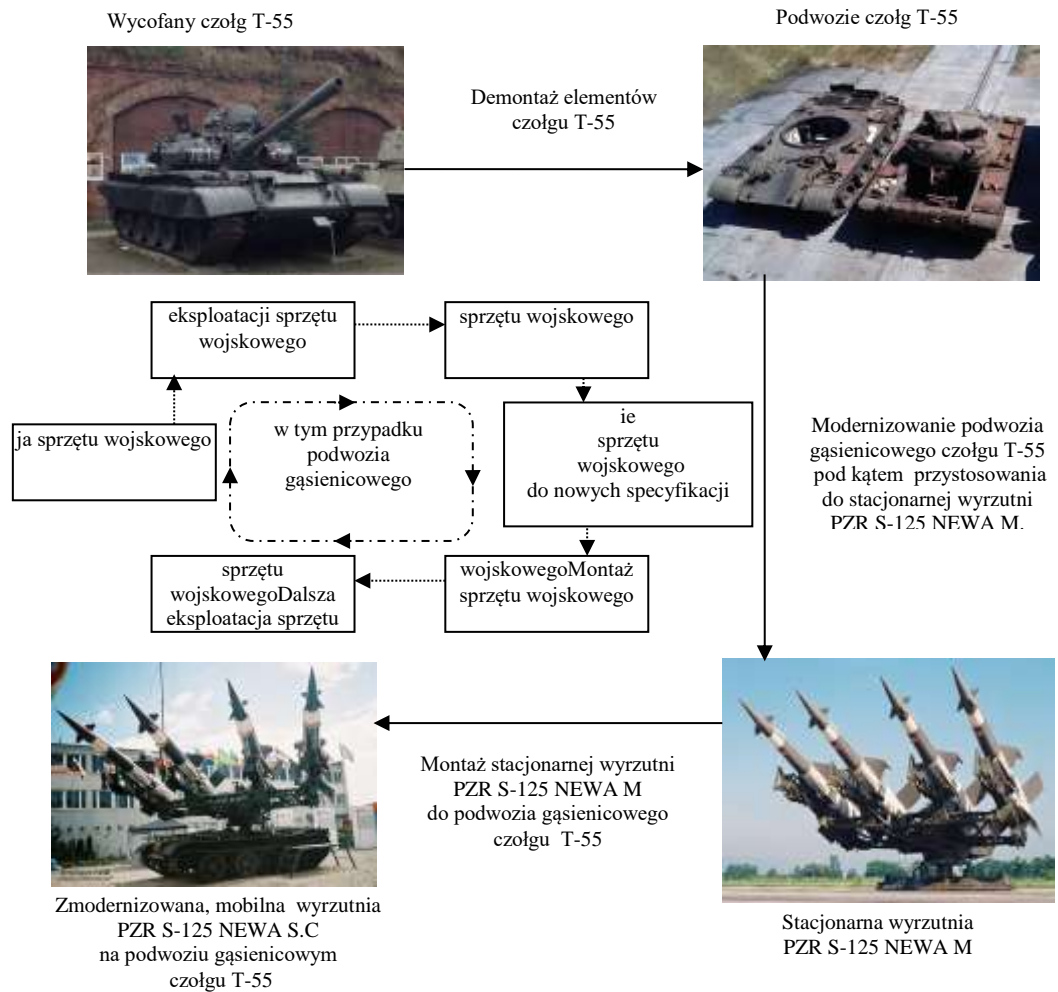 Wycofany czołg T-55
Podwozie czołg T-55
Demontaż elementów
czołgu T-55
eksploatacji sprzętu
wojskowego
sprzętu wojskowego
ja sprzętu wojskowego
w tym przypadku
podwozia
gąsienicowego
ie
sprzętu
wojskowego
do nowych specyfikacji
Modernizowanie podwozia
gąsienicowego czołgu T-55
pod kątem przystosowania
do stacjonarnej wyrzutni
PZR S-125 NEWA M.
sprzętu
wojskowegoDalsza
eksploatacja sprzętu
wojskowegoMontaż
sprzętu wojskowego
Montaż stacjonarnej wyrzutni
PZR S-125 NEWA M
do podwozia gąsienicowego
czołgu T-55
Zmodernizowana, mobilna wyrzutnia
PZR S-125 NEWA S.C
na podwoziu gąsienicowym
czołgu T-55
Stacjonarna wyrzutnia
PZR S-125 NEWA M